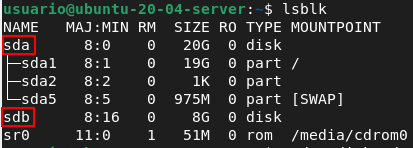 usuario@ubuntu-20-04-server:~$ lsblk
NAME   MAJ:MIN RM  SIZE RO TYPE MOUNTPOINT
sda      8:0    0   20G  0 disk
├─sda1   8:1    0   19G  0 part /
├─sda2   8:2    0    1K  0 part
└─sda5   8:5    0  975M  0 part [SWAP]
sdb      8:16   0    8G  0 disk
sr0     11:0    1   51M  0 rom  /media/cdrom0